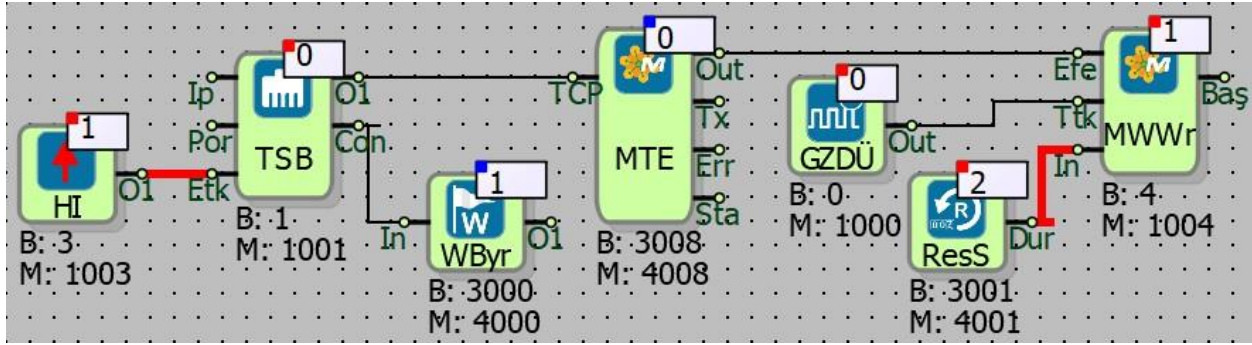 1
HI
O1
B: 3
M: 1003
0
Ip
Por
Etk
TSB
O1
Con
B: 1
M: 1001
1
In
WByr
O1
B: 3000
M: 4000
0
TCP
MTE
Out
Tx
Err
Sta
B: 3008
M: 4008
0
GZDÜ
Out
B: 0
M: 1000
2
ResS
Dur
B: 3001
M: 4001
1
Efe
Ttk
In
MWWr
Baş
B: 4
M: 1004